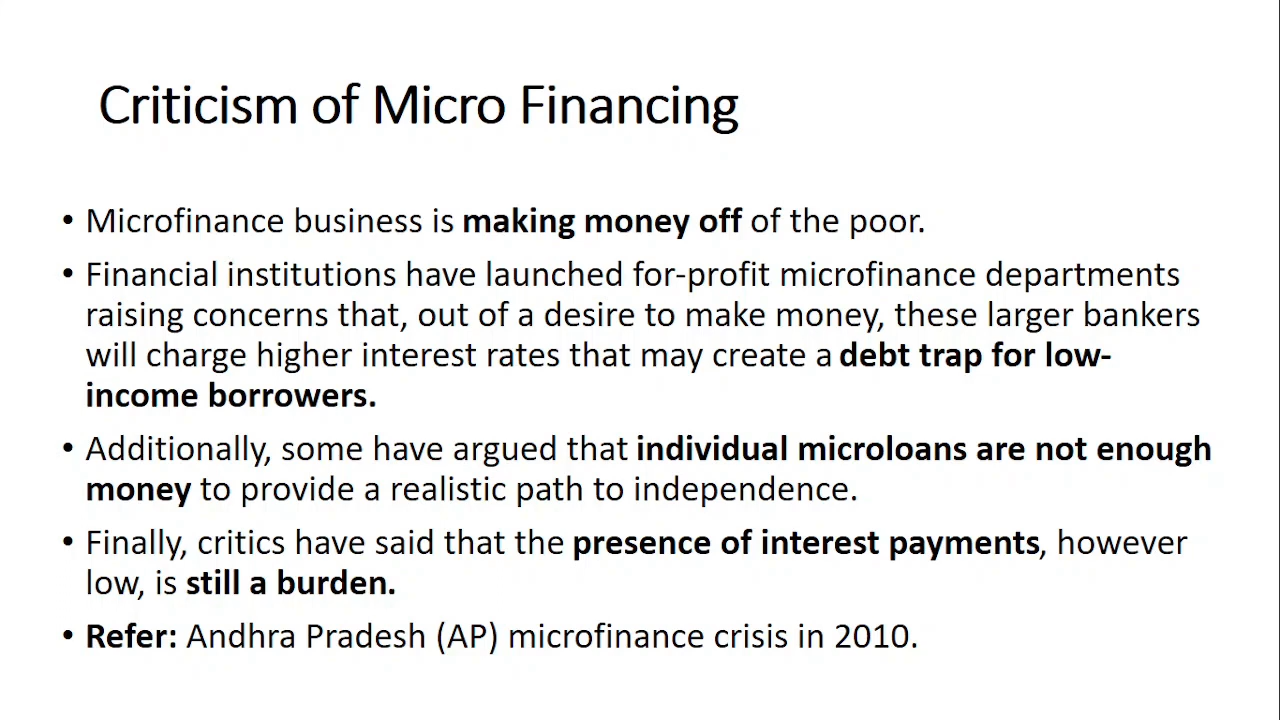 Criticism of Micro Financing
• Microfinance business is making money off of the poor.
• Financial institutions have launched for-profit microfinance departments
raising concerns that, out of a desire to make money, these larger bankers
will charge higher interest rates that may create a debt trap for low-
income borrowers.
• Additionally, some have argued that individual microloans are not enough
money to provide a realistic path to independence.
• Finally, critics have said that the presence of interest payments, however
low, is still a burden.
• Refer: Andhra Pradesh (AP) microfinance crisis in 2010.